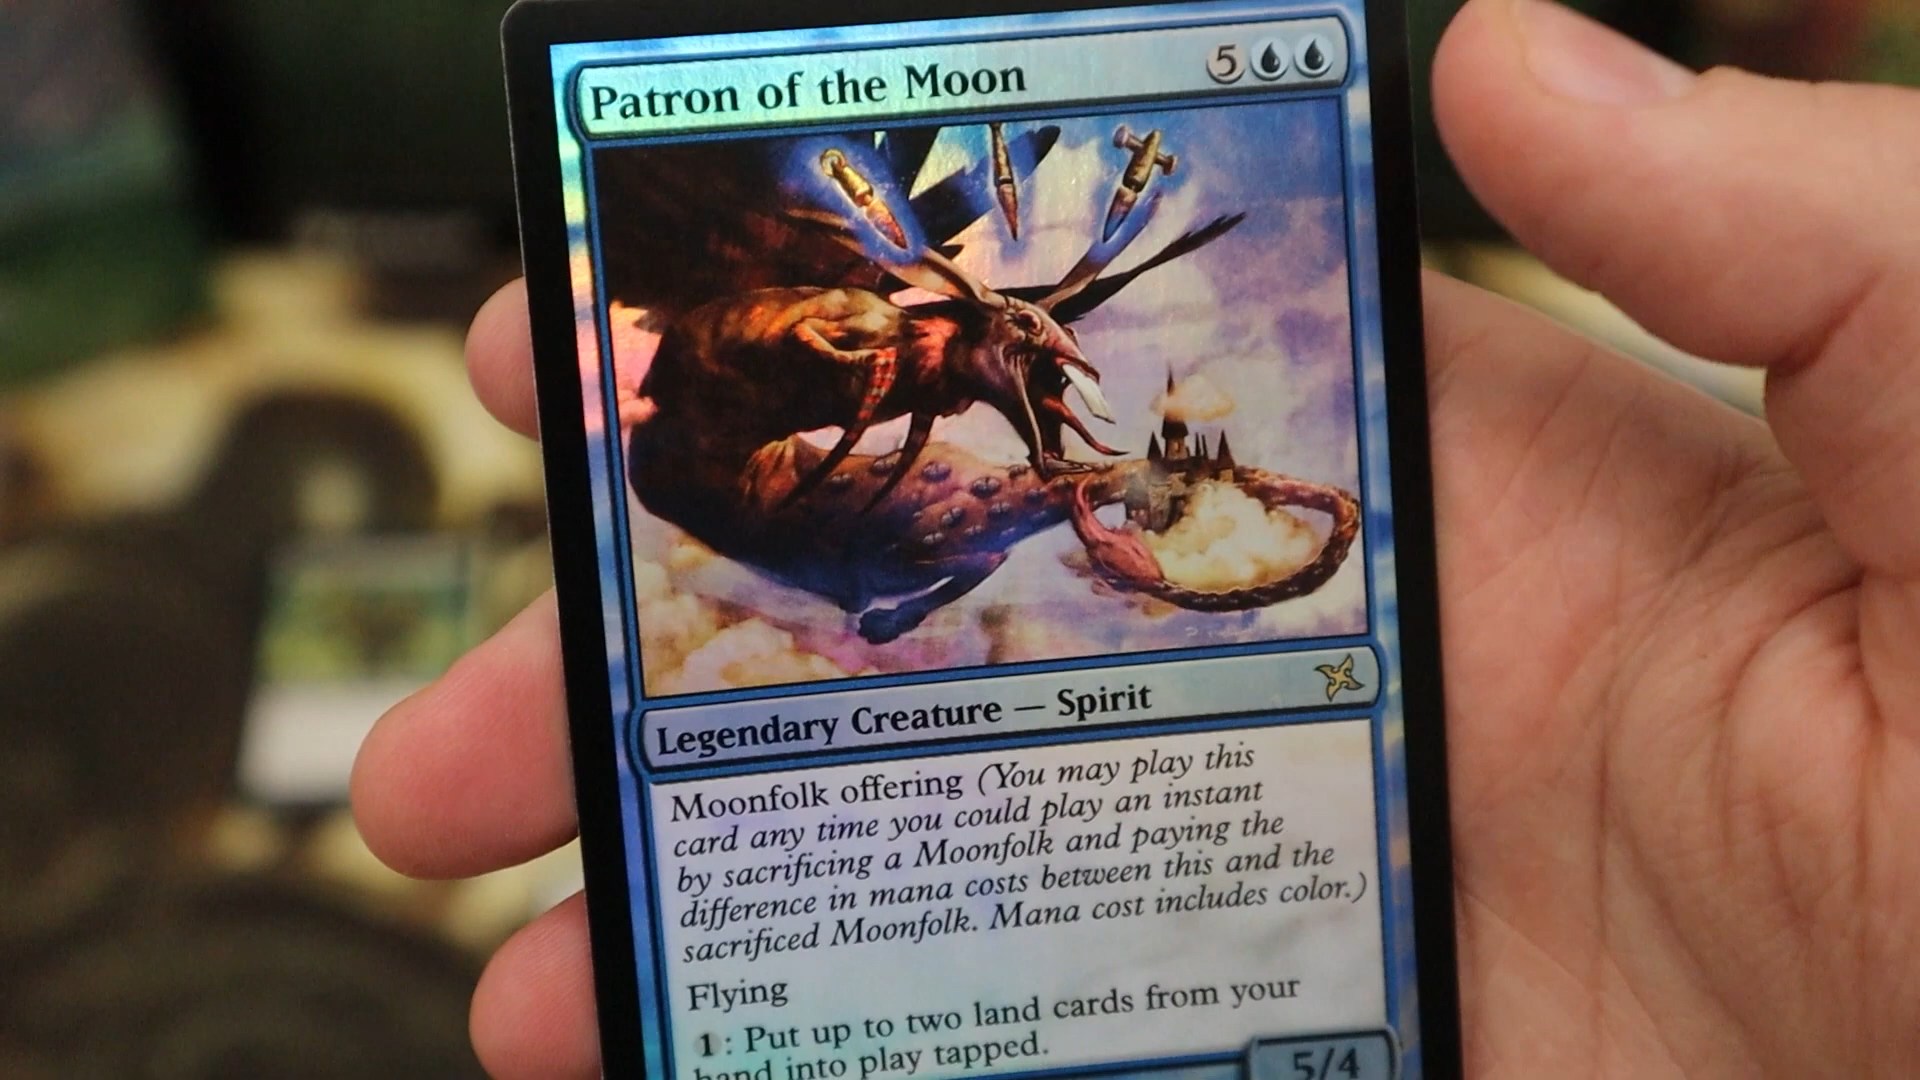 Patron of the Moon 5
Legendary Creature — Spirit
Moonfolk offering (You may play this
card any time you could play an instant
by sacrificing a Moonfolk and paying the
difference in mana costs between this and the
sacrificed Moonfolk. Mana cost includes color.)
Flying
1: Put up to two land cards from your
hand into play tapped.
5/4